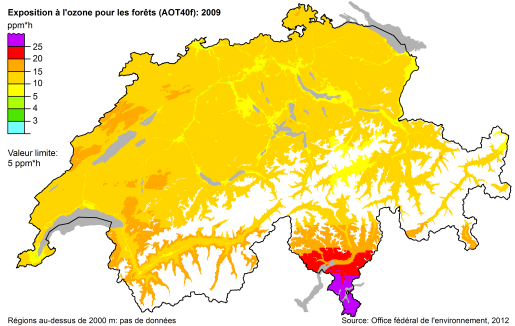 Exposition à l'ozone pour les forêts (AOT40f): 2009
ppm*h
25
20
15
10
5
4
3
Valeur limite:
5 ppm*h
Régions au-dessus de 2000 m: pas de données
Source: Office fédéral de l'environnement, 2012